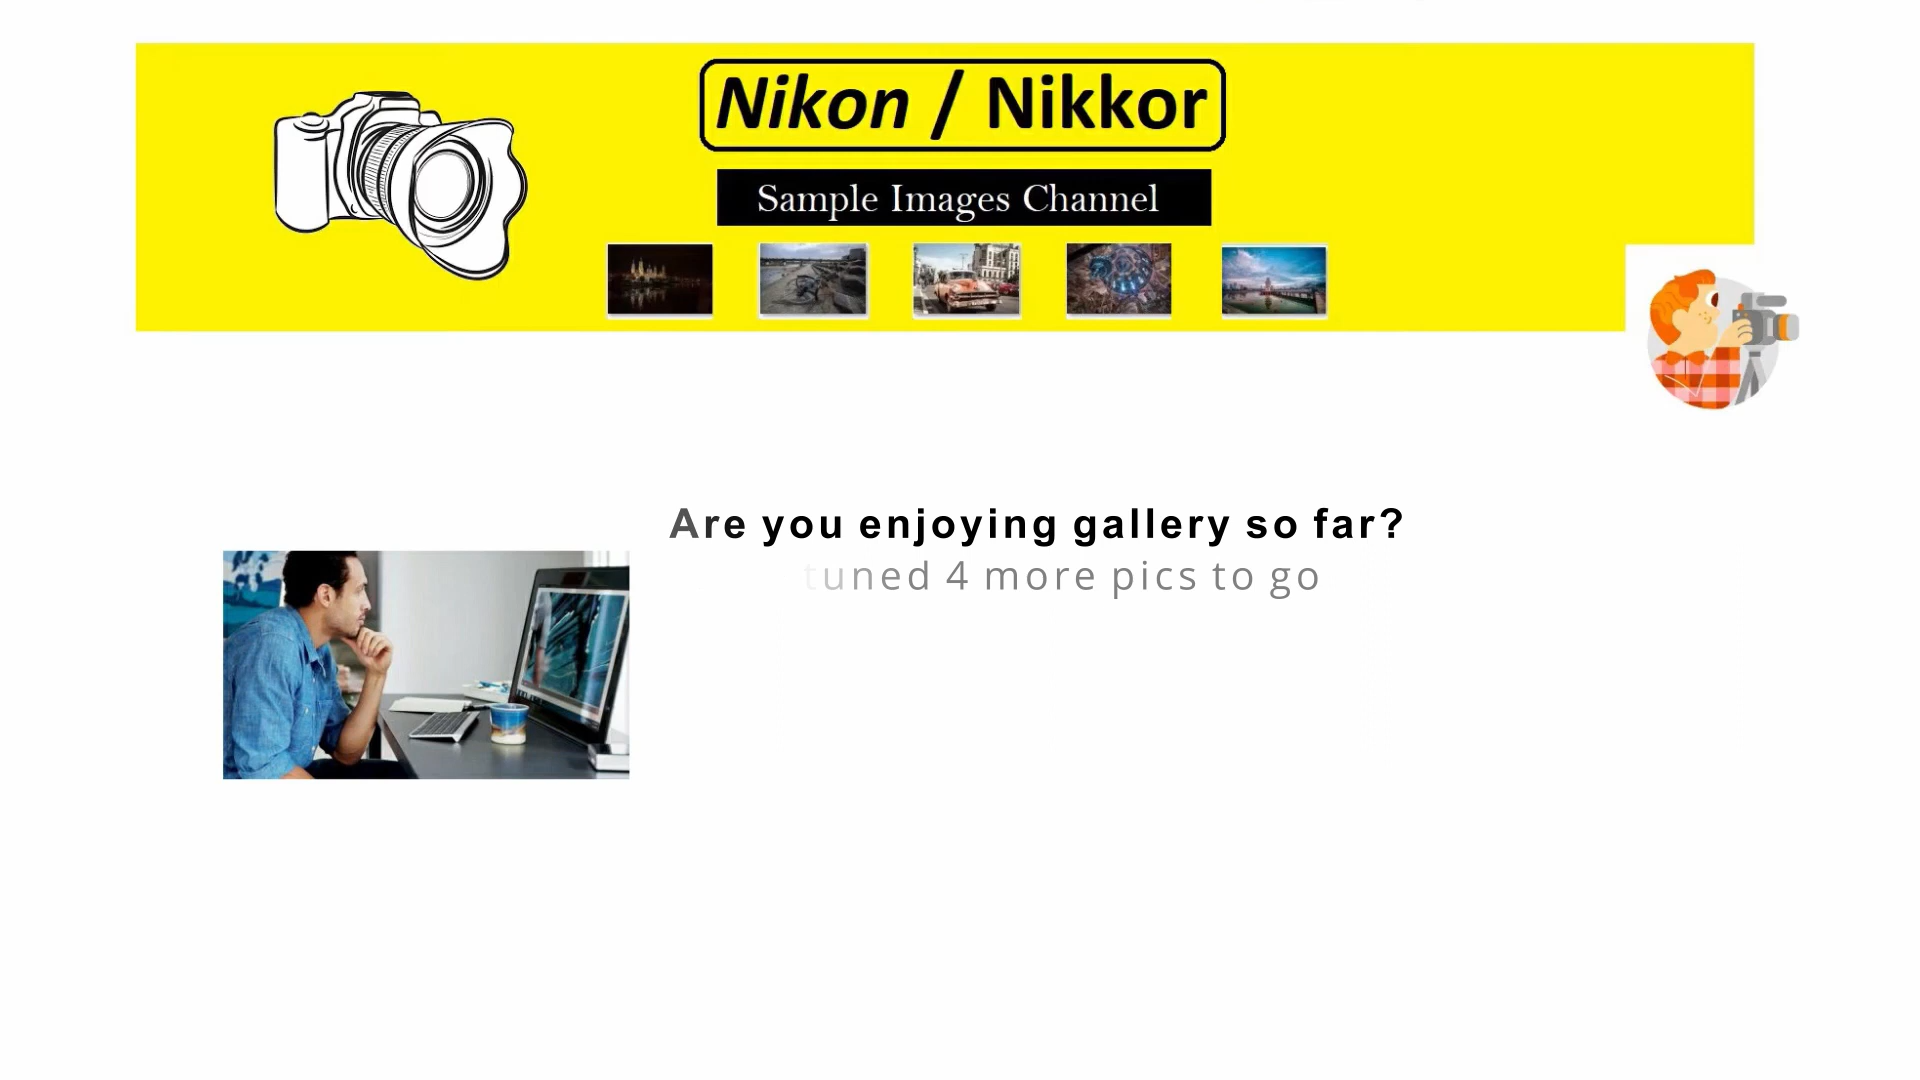 Nikon / Nikkor
Sample Images Channel
Are you enjoying gallery so far?
tuned 4 more pics to go